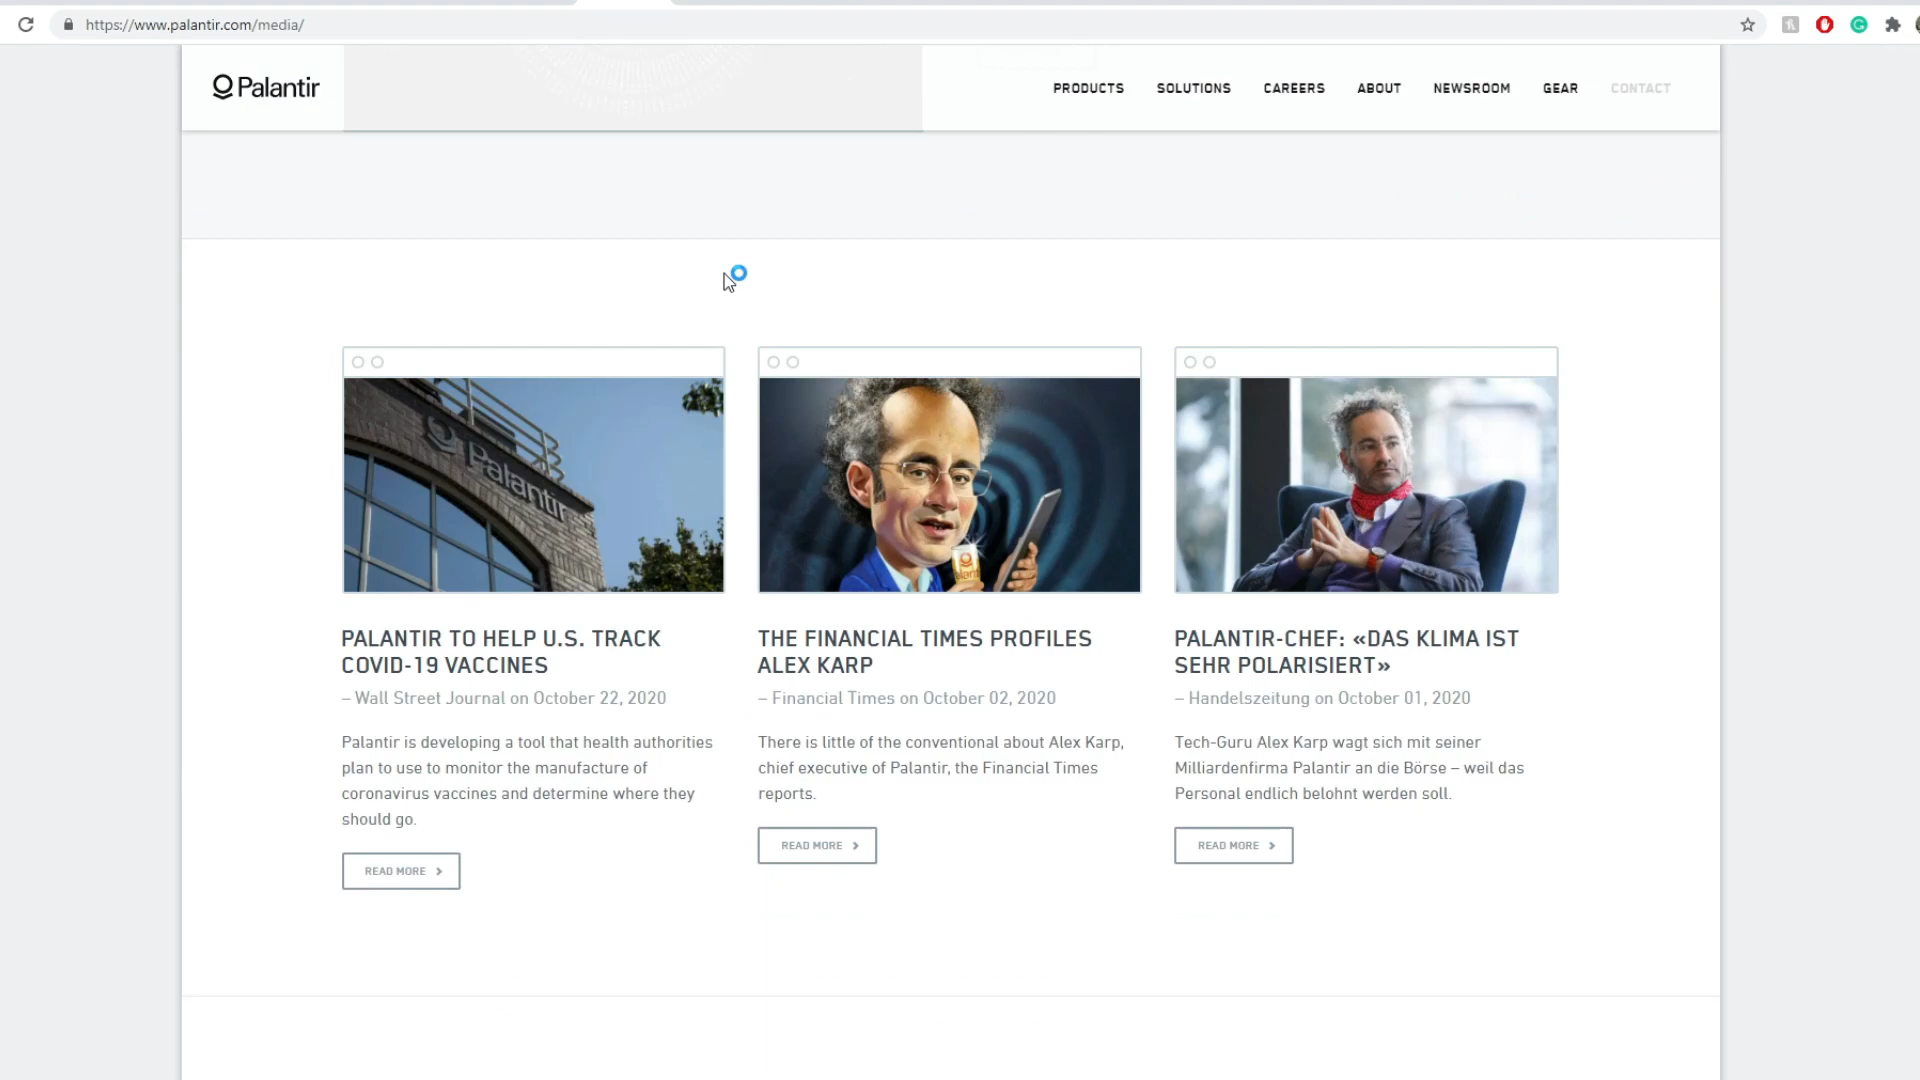 https://www.palantir.com/media/
Palantir
PRODUCTS SOLUTIONS CAREERS ABOUT NEWSROOM GEAR CONTACT
Palantir
PALANTIR TO HELP U.S. TRACK
COVID-19 VACCINES
– Wall Street Journal on October 22, 2020
Palantir is developing a tool that health authorities
plan to use to monitor the manufacture of
coronavirus vaccines and determine where they
should go.
READ MORE
THE FINANCIAL TIMES PROFILES
ALEX KARP
– Financial Times on October 02, 2020
There is little of the conventional about Alex Karp,
chief executive of Palantir, the Financial Times
reports.
READ MORE
PALANTIR-CHEF: «DAS KLIMA IST
SEHR POLARISIERT»
– Handelszeitung on October 01, 2020
Tech-Guru Alex Karp wagt sich mit seiner
Milliardenfirma Palantir an die Börse – weil das
Personal endlich belohnt werden soll.
READ MORE